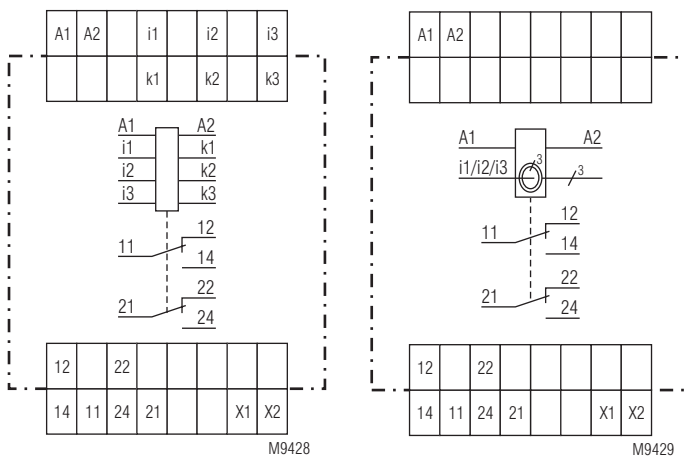 A1 A2 i1 i2 i3
k1 k2 k3
A1 A2
i1 k1
i2 k2
i3 k3
12
11
14
22
21
24
12 22
14 11 24 21 X1 X2
M9428
A1 A2
A1 A2
3
i1/i2/i3 3
12
11
14
22
21
24
12 22
14 11 24 21 X1 X2
M9429